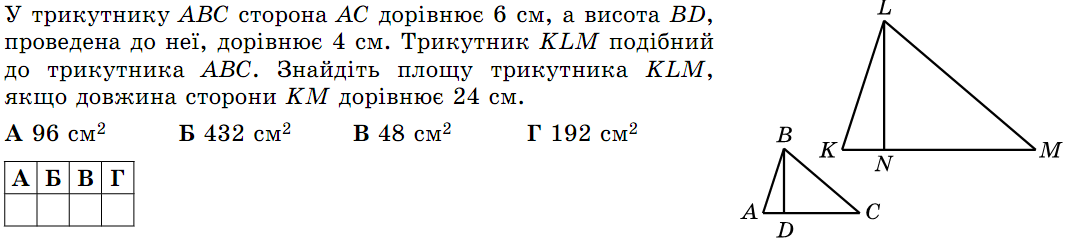 У трикутнику ABC сторона AC дорівнює 6 см, а висота BD,
проведена до неї, дорівнює 4 см. Трикутник KLM подібний
до трикутника ABC. Знайдіть площу трикутника KLM,
якщо довжина сторони KM дорівнює 24 см.
А 96 см² Б 432 см² В 48 см² Г 192 см²
А Б В Г
L
K N M
B
A D C